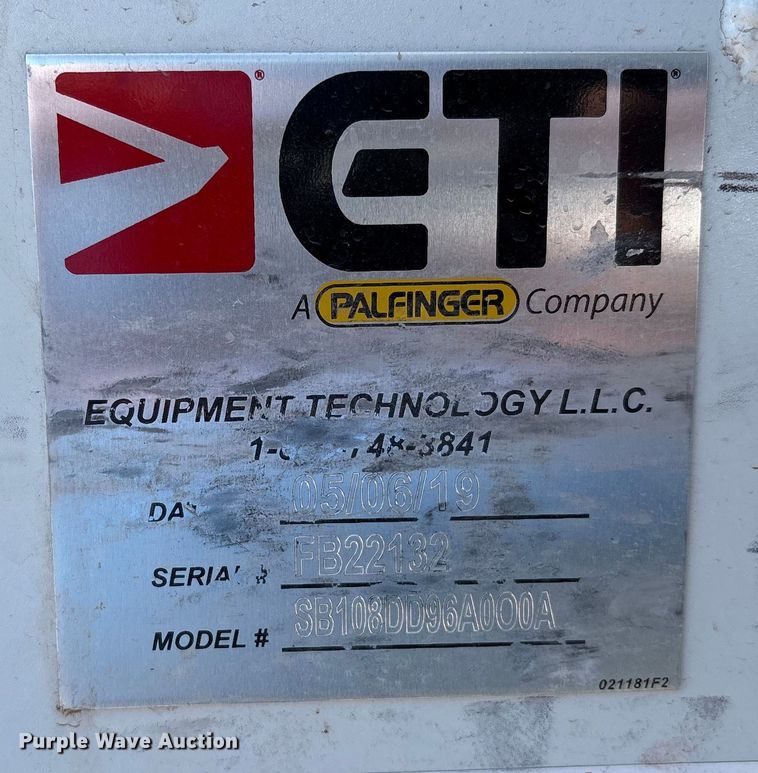 ETI
A PALFINGER Company
EQUIPMENT TECHNOLOGY L.L.C.
SERIAL #
FB22132
MODEL # SB108DD96A0O0A
05/06/19
021181F2
Purple Wave Auction